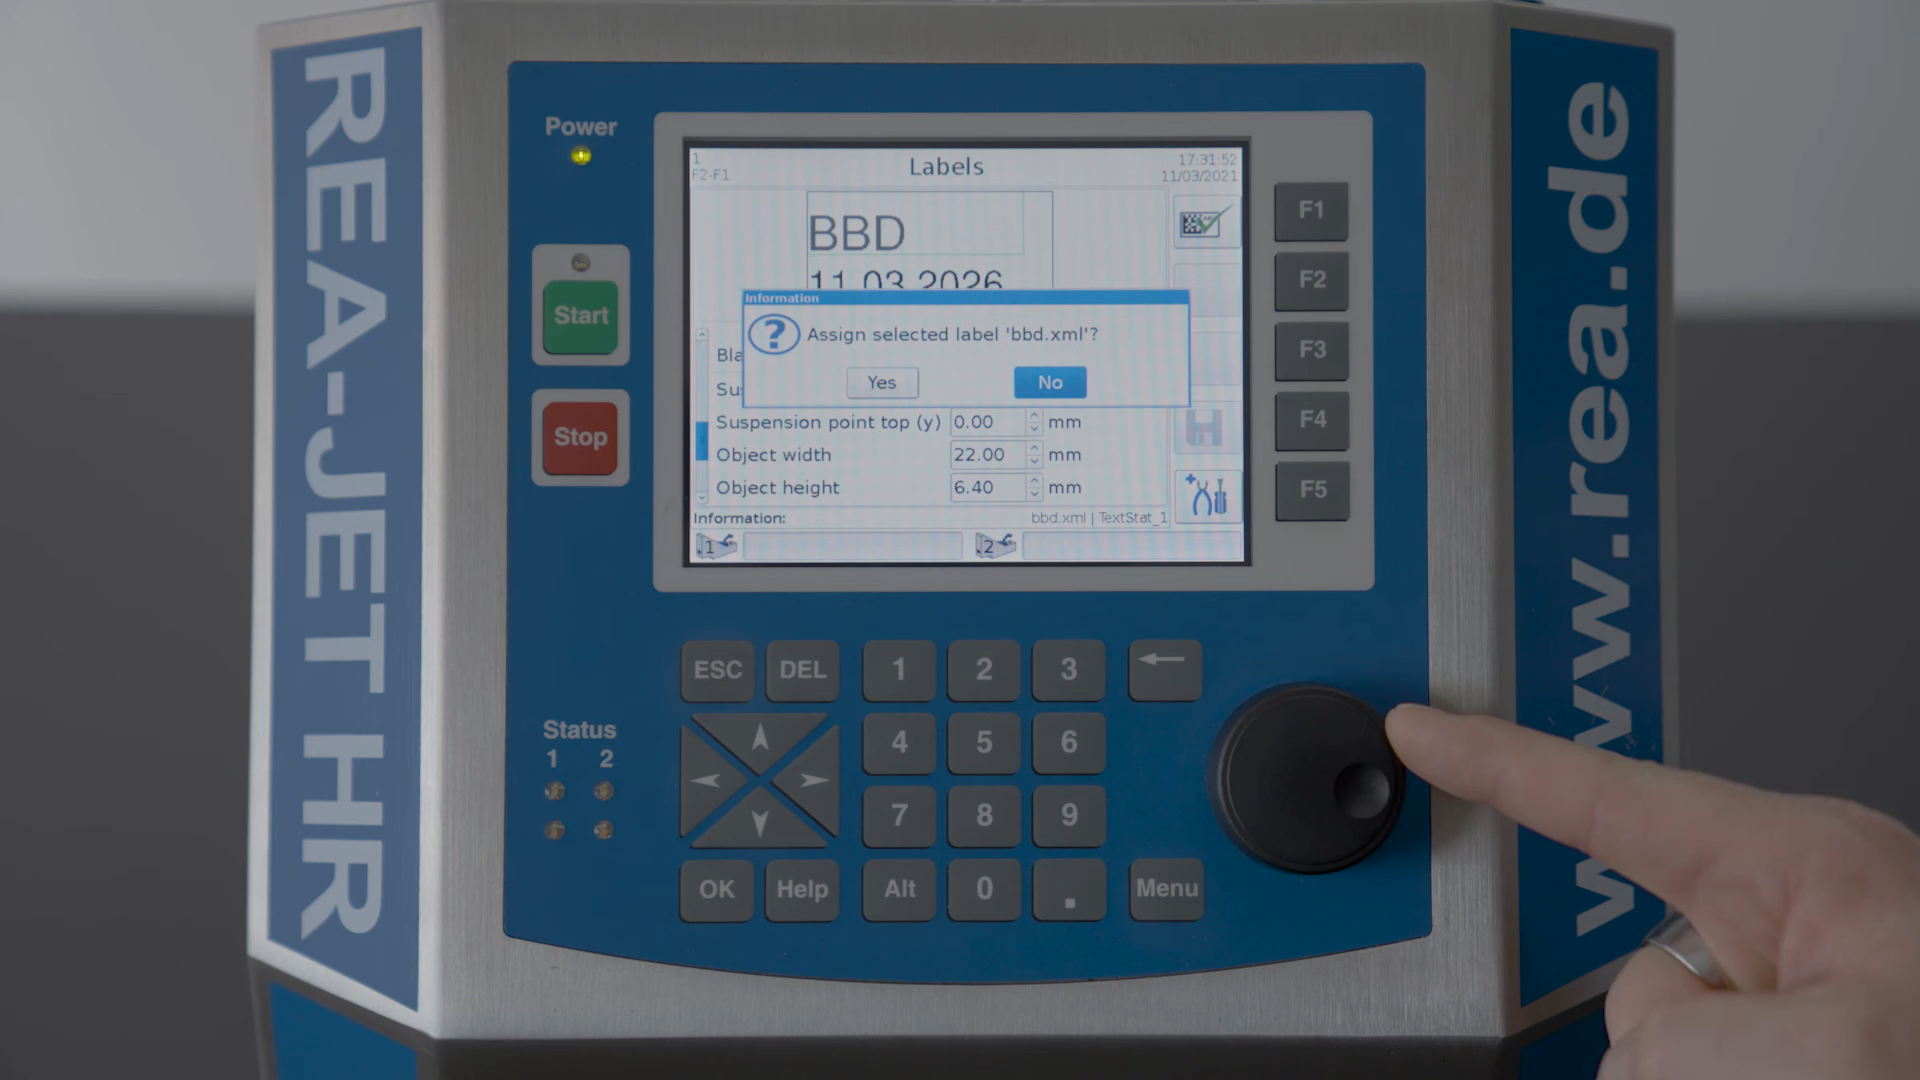 REA-JET HR
Power
Start
Stop
Status
1 2
1
F2-F1
Labels
17:31:52
11/03/2021
BBD
11.03.2026
Information
?
Assign selected label 'bbd.xml'?
Yes
No
Bla
Sus
Suspension point top (y) 0.00 mm
Object width 22.00 mm
Object height 6.40 mm
Information:
bbd.xml | TextStat_1
1
2
F1
F2
F3
F4
F5
ESC DEL 1 2 3
4 5 6
7 8 9
OK Help Alt 0 . Menu
www.rea.de